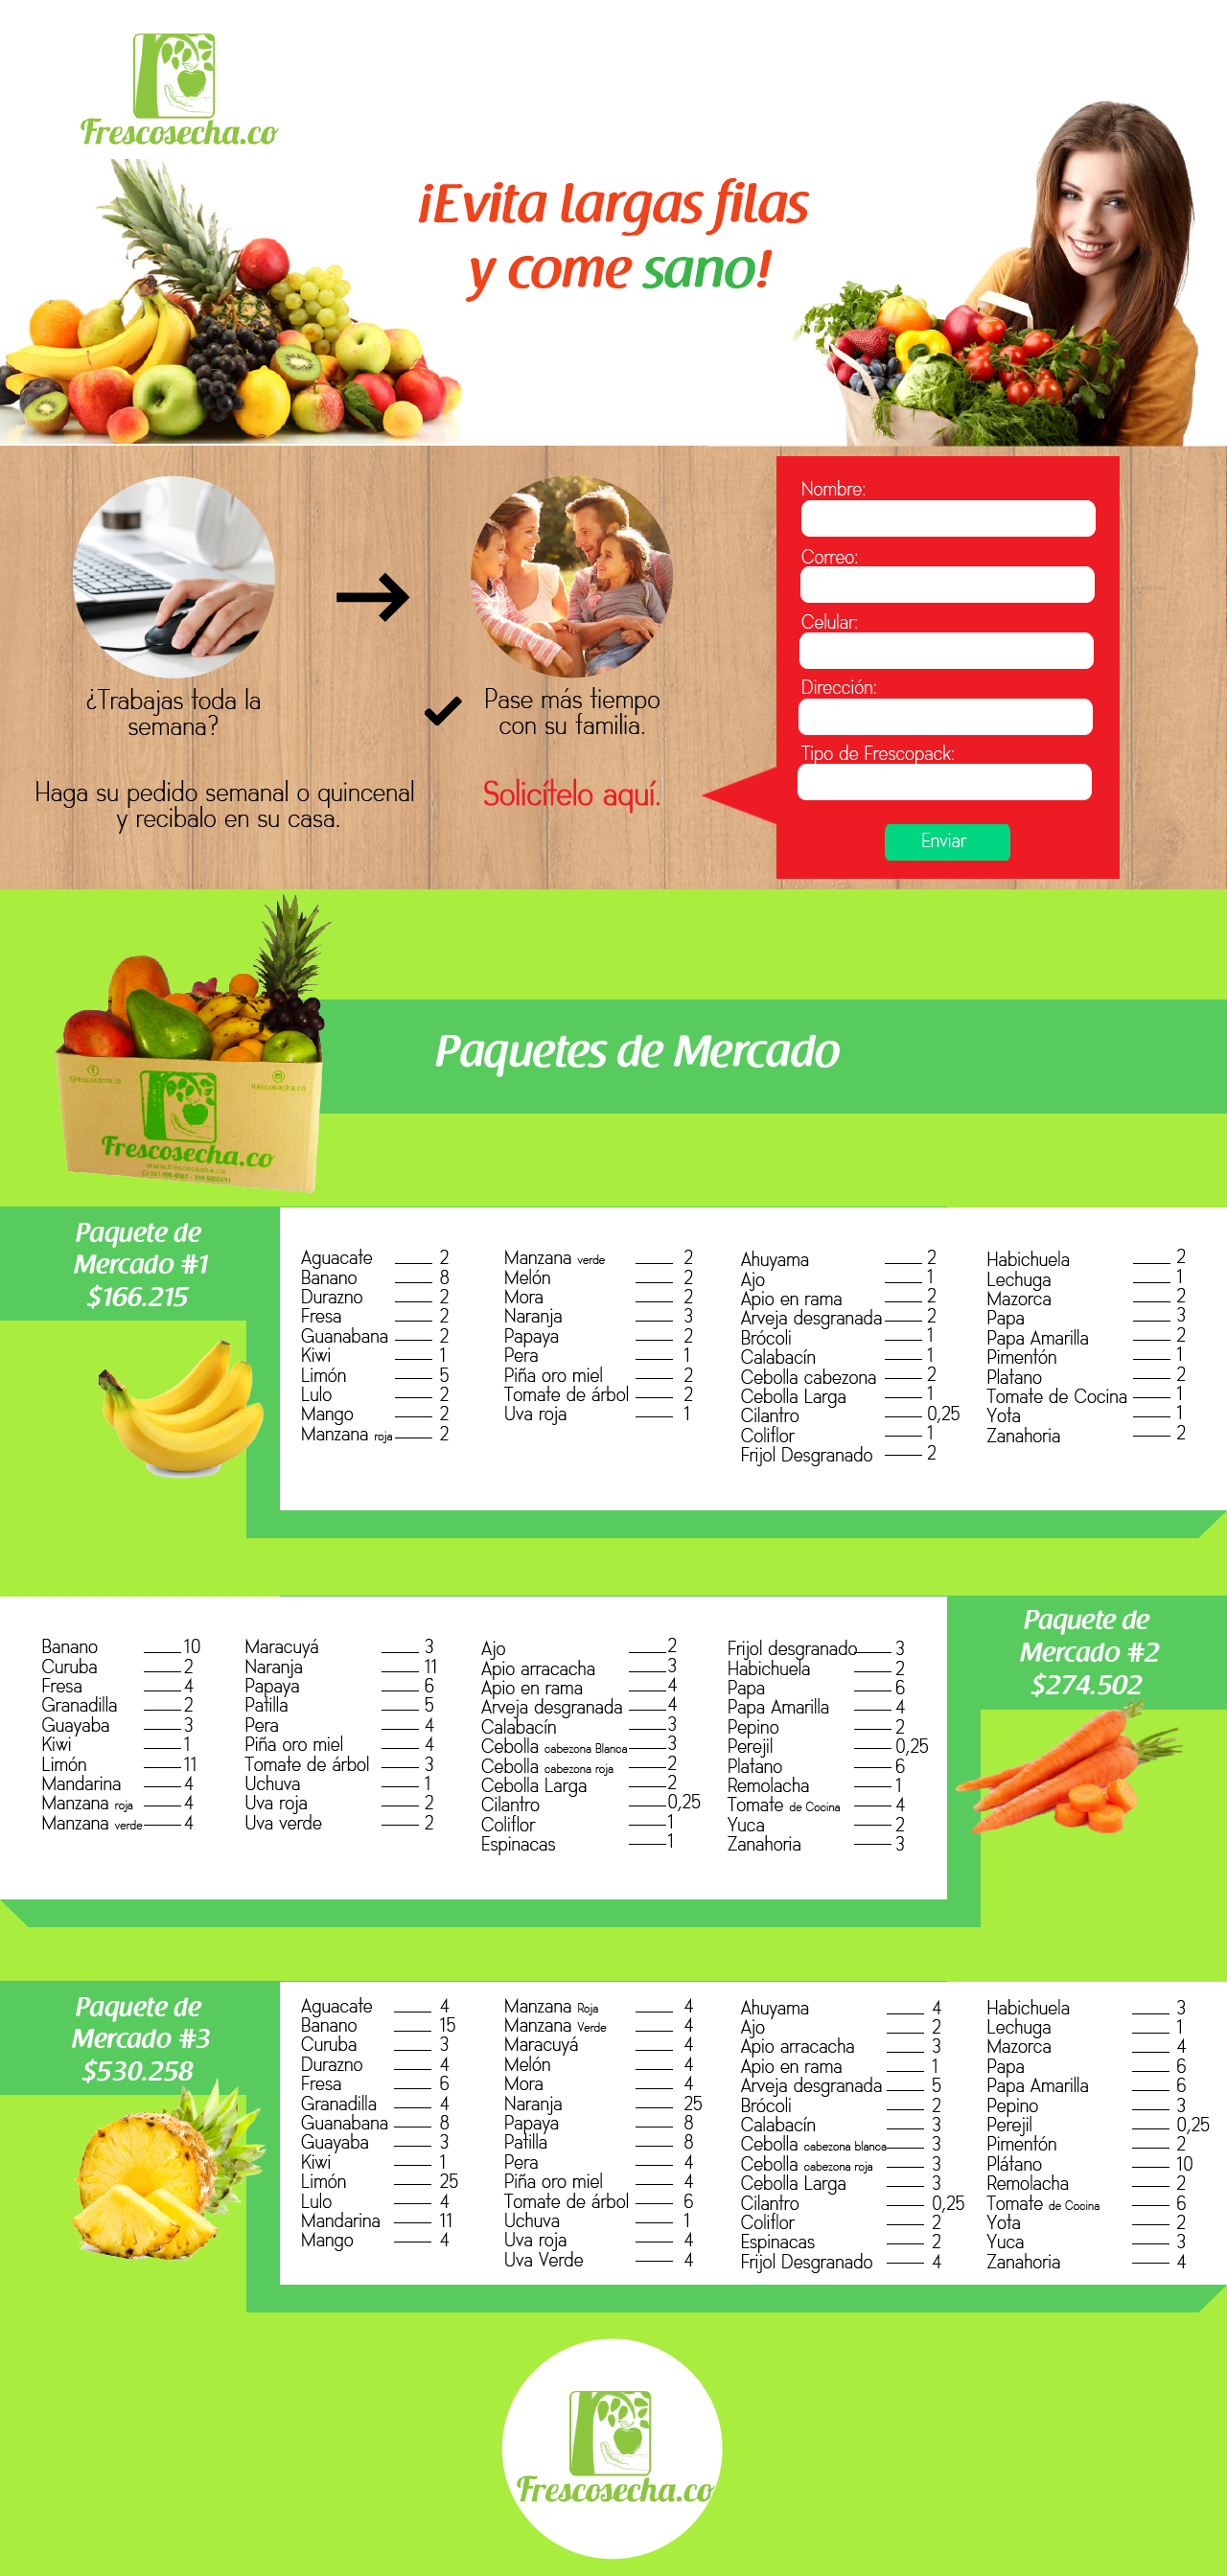 Frescosecha.co
¡Evita largas filas
y come sano!
¿Trabajas toda la
semana?
Pase más tiempo
con su familia.
Haga su pedido semanal o quincenal
y recibalo en su casa.
Solicítelo aquí.
Nombre:
Correo:
Celular:
Dirección:
Tipo de Frescopack:
Enviar
frescosecha.co
Frescosecha.co
www.frescosecha.co
Paquetes de Mercado
Paquete de
Mercado #1
$166.215
Aguacate 2
Banano 8
Durazno 2
Fresa 2
Guanabana 2
Kiwi 1
Limón 5
Lulo 2
Mango 2
Manzana roja 2
Manzana verde 2
Melón 2
Mora 2
Naranja 3
Papaya 2
Pera 1
Piña oro miel 2
Tomate de árbol 2
Uva roja 1
Ahuyama 2
Ajo 1
Apio en rama 2
Arveja desgranada 2
Brócoli 1
Calabacín 1
Cebolla cabezona 2
Cebolla Larga 1
Cilantro 0,25
Coliflor 1
Frijol Desgranado 2
Habichuela 2
Lechuga 1
Mazorca 2
Papa 3
Papa Amarilla 2
Pimentón 1
Platano 2
Tomate de Cocina 1
Yota 1
Zanahoria 2
Paquete de
Mercado #2
$274.502
Banano 10
Curuba 2
Fresa 4
Granadilla 2
Guayaba 3
Kiwi 1
Limón 11
Mandarina 4
Manzana roja 4
Manzana verde 4
Maracuyá 3
Naranja 11
Papaya 6
Patilla 5
Pera 4
Piña oro miel 4
Tomate de árbol 3
Uchuva 1
Uva roja 2
Uva verde 2
Ajo 2
Apio arracacha 3
Apio en rama 4
Arveja desgranada 4
Calabacín 3
Cebolla cabezona Blanca 3
Cebolla cabezona roja 2
Cebolla Larga 2
Cilantro 0,25
Coliflor 1
Espinacas 1
Frijol desgranado 3
Habichuela 2
Papa 6
Papa Amarilla 4
Pepino 2
Perejil 0,25
Platano 6
Remolacha 1
Tomate de Cocina 4
Yuca 2
Zanahoria 3
Paquete de
Mercado #3
$530.258
Aguacate 4
Banano 15
Curuba 3
Durazno 4
Fresa 6
Granadilla 4
Guanabana 8
Guayaba 3
Kiwi 1
Limón 25
Lulo 4
Mandarina 11
Mango 4
Manzana Roja 4
Manzana Verde 4
Maracuyá 4
Melón 4
Mora 4
Naranja 25
Papaya 8
Patilla 8
Pera 4
Piña oro miel 4
Tomate de árbol 6
Uchuva 1
Uva roja 4
Uva Verde 4
Ahuyama 4
Ajo 2
Apio arracacha 3
Apio en rama 1
Arveja desgranada 5
Brócoli 2
Calabacín 3
Cebolla cabezona blanca 3
Cebolla cabezona roja 3
Cebolla Larga 3
Cilantro 0,25
Coliflor 2
Espinacas 2
Frijol Desgranado 4
Habichuela 3
Lechuga 1
Mazorca 4
Papa 6
Papa Amarilla 6
Pepino 3
Perejil 0,25
Pimentón 2
Plátano 10
Remolacha 2
Tomate de Cocina 6
Yota 2
Yuca 3
Zanahoria 4
Frescosecha.co